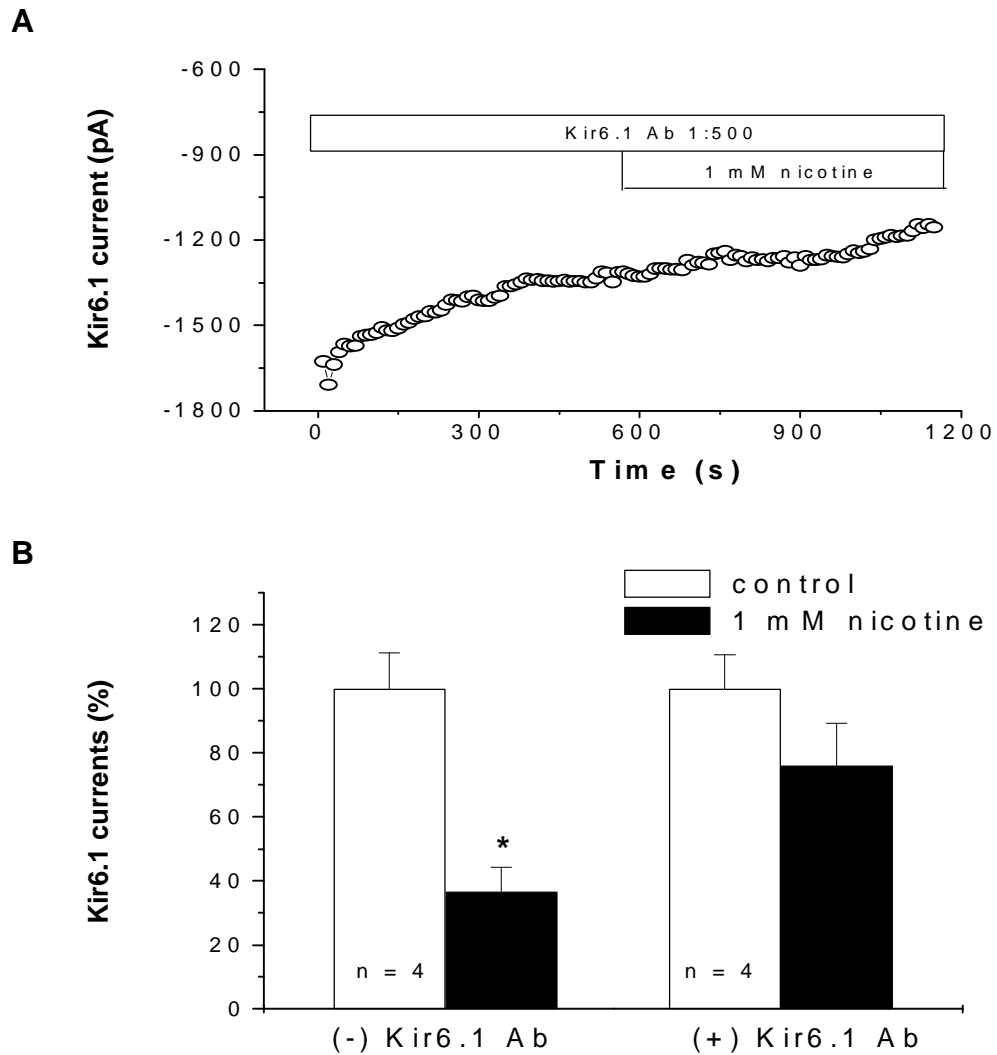 A
-600
-900
-1200
-1500
-1800
Kir6.1 current (pA)
Kir6.1 Ab 1:500
1 mM nicotine
0 300 600 900 1200
Time (s)
B
control
1 mM nicotine
120
100
80
60
40
20
0
Kir6.1 currents (%)
*
n = 4
n = 4
(-) Kir6.1 Ab (+) Kir6.1 Ab